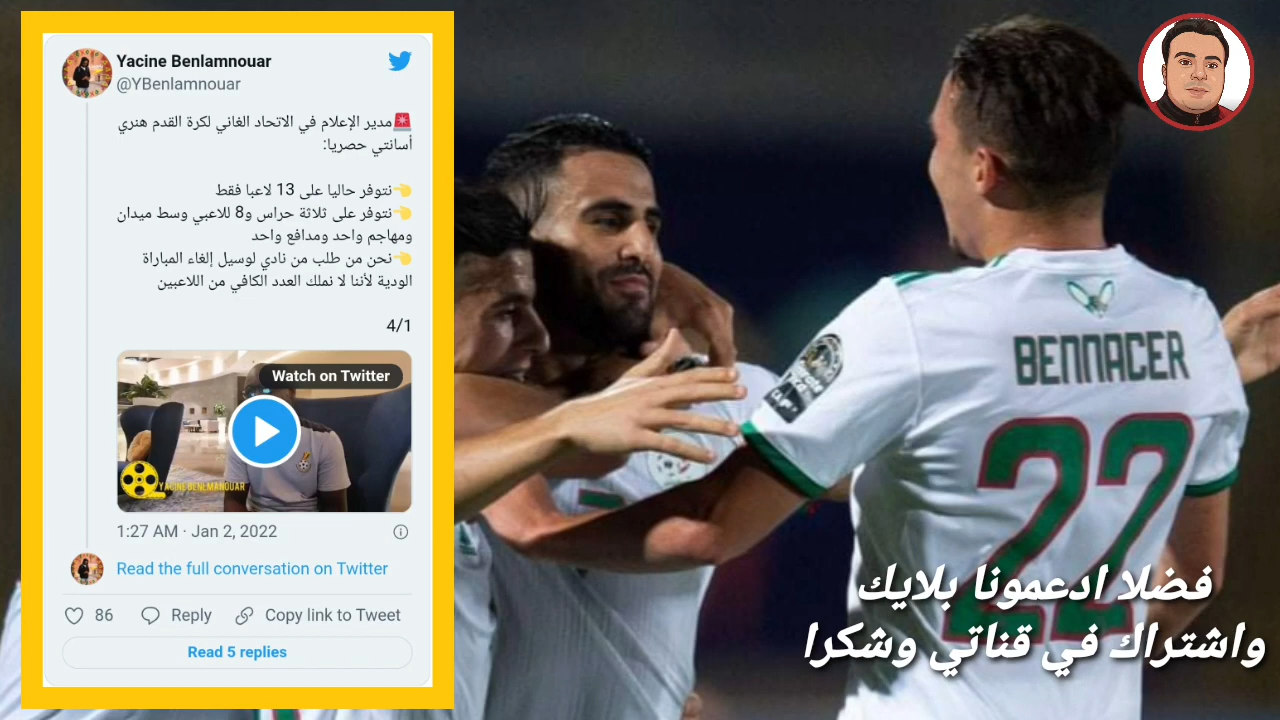 Yacine Benlamnouar
@YBenlamnouar
🚨مدير الإعلام في الاتحاد الغاني لكرة القدم هنري
أسانتي حصريا:
👈نتوفر حاليا على 13 لاعبا فقط
👈نتوفر على ثلاثة حراس و8 للاعبي وسط ميدان
ومهاجم واحد ومدافع واحد
👈نحن من طلب من نادي لوسيل إلغاء المباراة
الودية لأننا لا نملك العدد الكافي من اللاعبين
4/1
Watch on Twitter
YACINE BENLMANOUAR
1:27 AM · Jan 2, 2022
Read the full conversation on Twitter
86 Reply Copy link to Tweet
Read 5 replies
BENNACER
22
فضلا ادعمونا بلايك
واشتراك في قناتي وشكرا